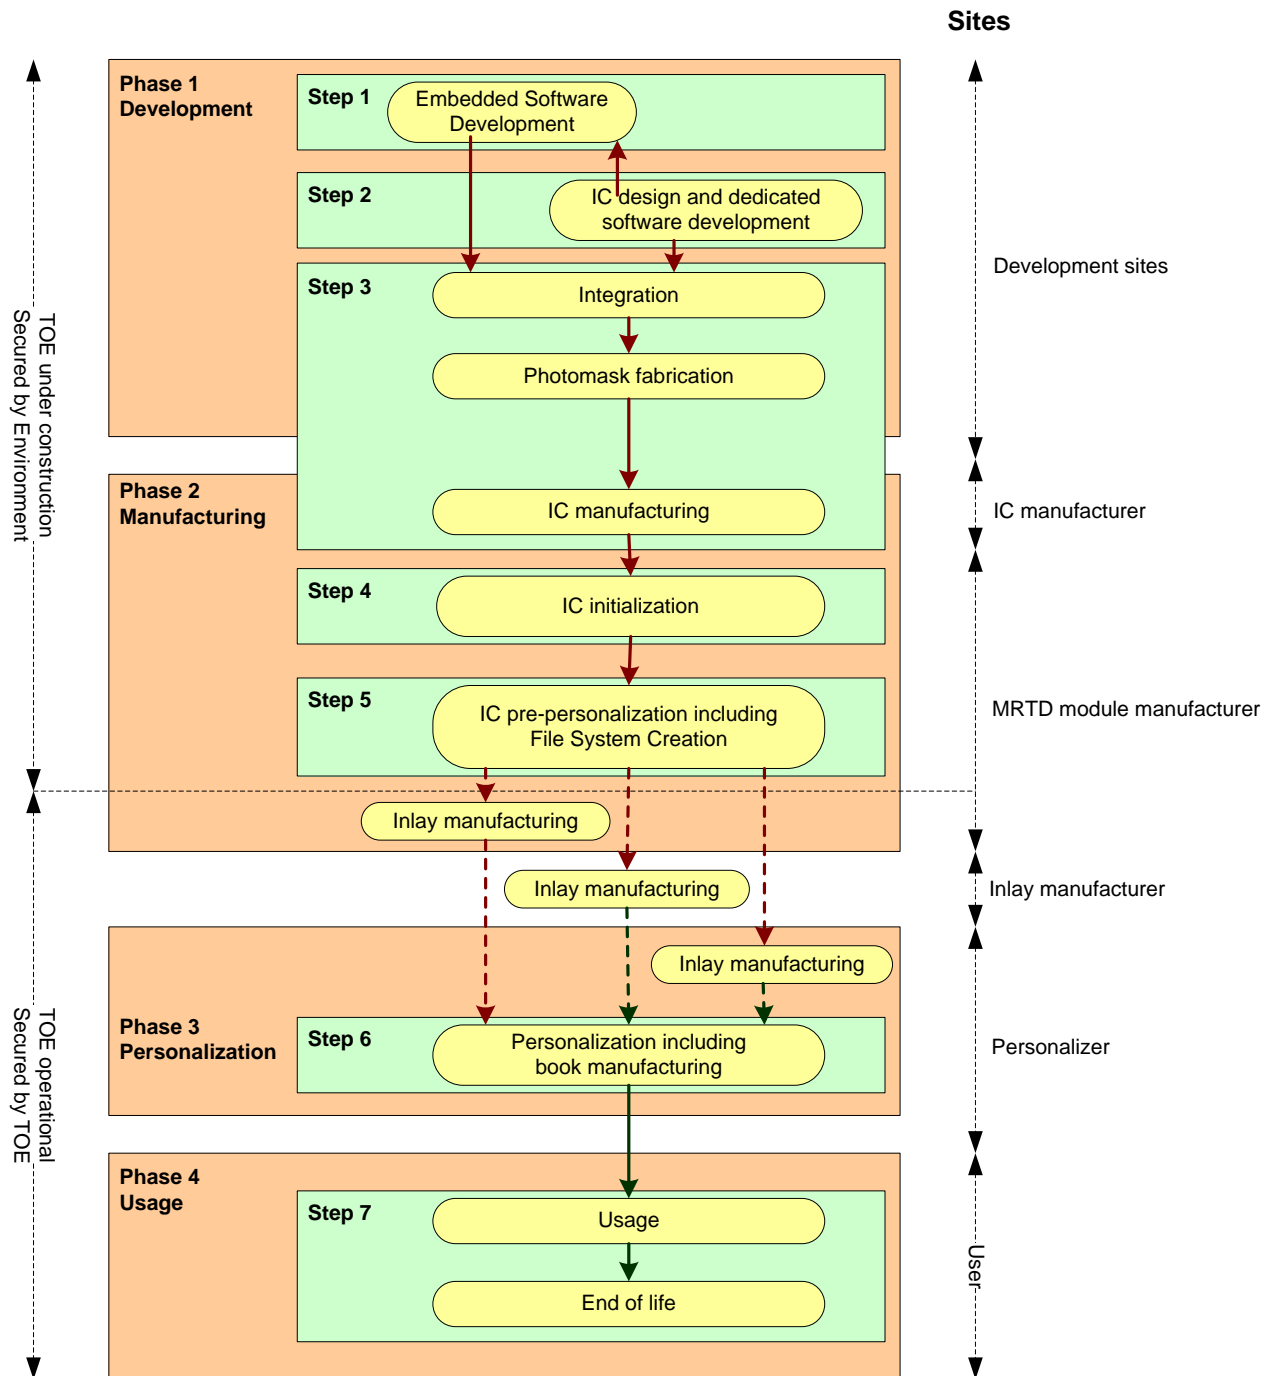 Sites
Phase 1
Development
Step 1
Embedded Software
Development
Step 2
IC design and dedicated
software development
Step 3
Integration
Development sites
Photomask fabrication
TOE under construction
Secured by Environment
Phase 2
Manufacturing
IC manufacturing
IC manufacturer
Step 4
IC initialization
Step 5
IC pre-personalization including
File System Creation
MRTD module manufacturer
Inlay manufacturing
Inlay manufacturing
Inlay manufacturer
Inlay manufacturing
Phase 3
Personalization
Step 6
Personalization including
book manufacturing
Personalizer
TOE operational
Secured by TOE
Phase 4
Usage
Step 7
Usage
User
End of life